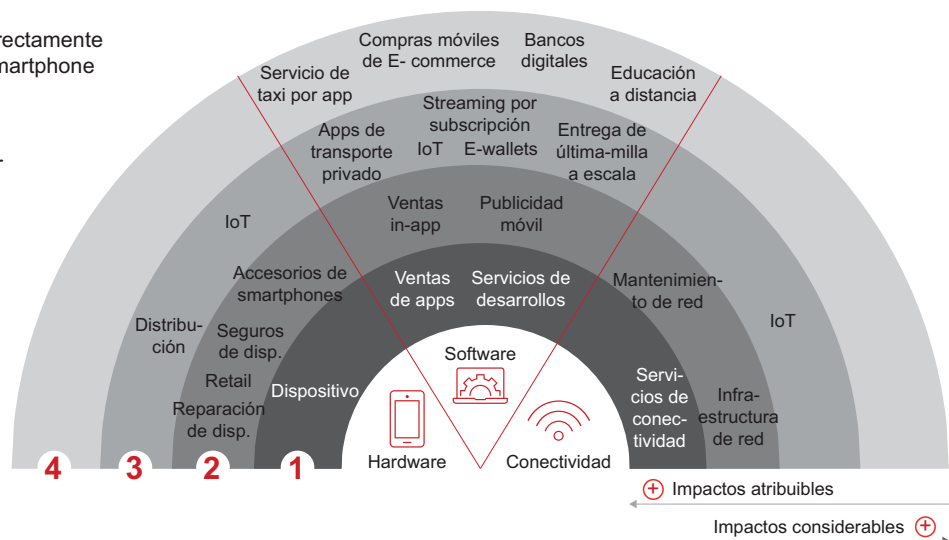 rectamente
martphone
Compras móviles
de E- commerce
Bancos
digitales
Servicio de
taxi por app
Educación
a distancia
Streaming por
subscripción
Apps de
transporte
privado
IoT
E-wallets
Entrega de
última-milla
a escala
IoT
Ventas
in-app
Publicidad
móvil
Accesorios de
smartphones
Ventas
de apps
Servicios de
desarrollos
Mantenimien-
to de red
IoT
Distribu-
ción
Seguros
de disp.
Retail
Reparación
de disp.
Dispositivo
Software
Servi-
cios de
conec-
tividad
Infra-
estructura
de red
Hardware
Conectividad
4
3
2
1
Impactos atribuibles
Impactos considerables